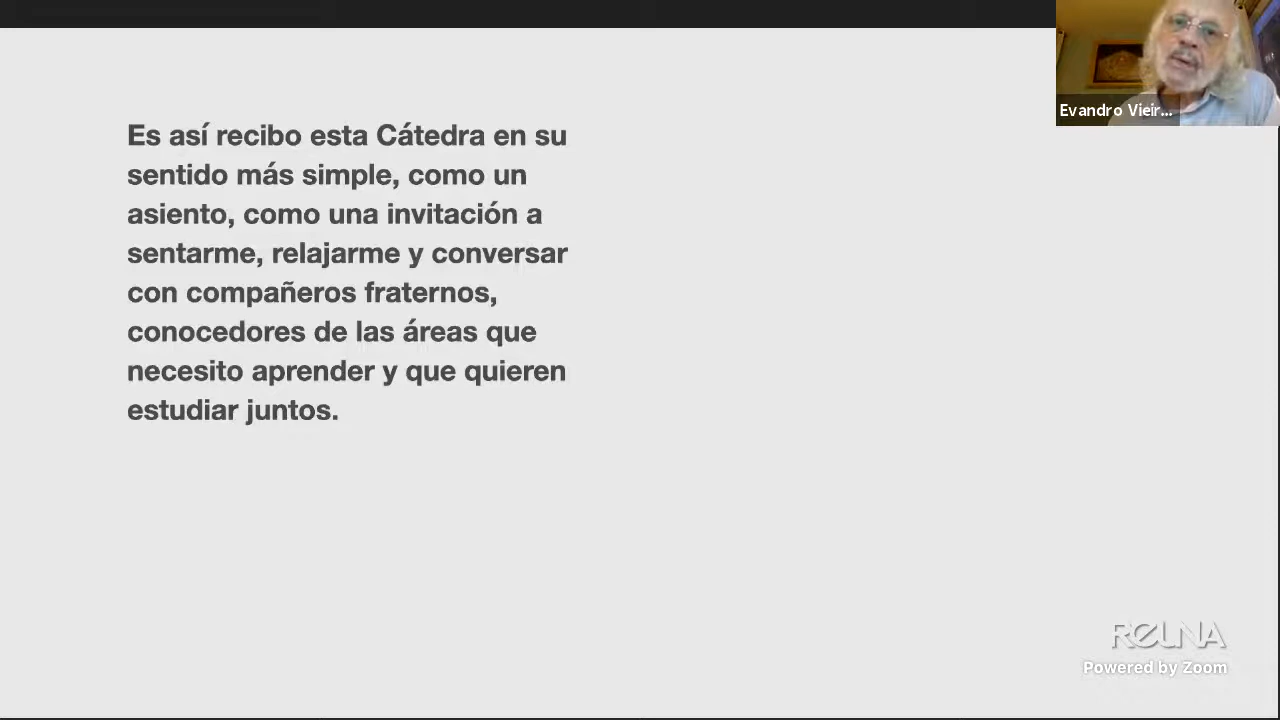 Es así recibo esta Cátedra en su
sentido más simple, como un
asiento, como una invitación a
sentarme, relajarme y conversar
con compañeros fraternos,
conocedores de las áreas que
necesito aprender y que quieren
estudiar juntos.
Evandro Vieir...
REUNA
Powered by Zoom